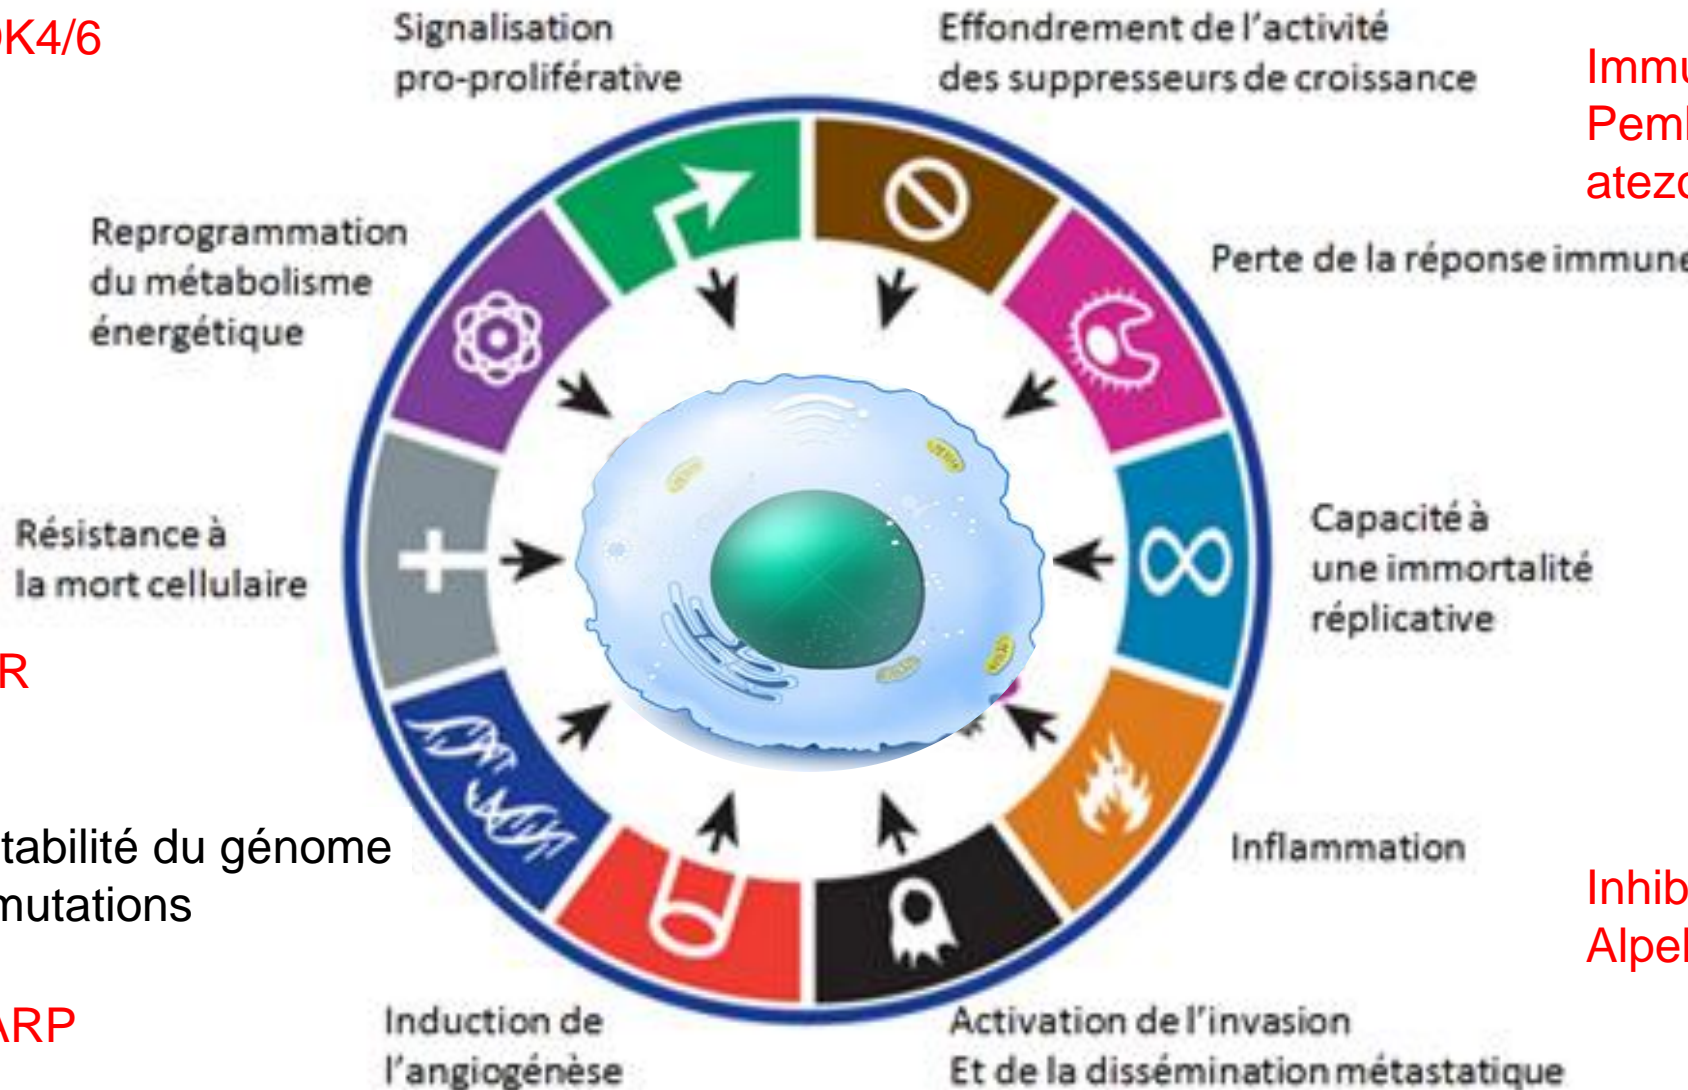 Signalisation
pro-proliférative
Effondrement de l'activité
des suppresseurs de croissance
Reprogrammation
du métabolisme
énergétique
Perte de la réponse immune
Résistance à
la mort cellulaire
Capacité à
une immortalité
réplicative
tabilité du génome
mutations
Inflammation
Induction de
l'angiogénèse
Activation de l'invasion
Et de la dissémination métastatique
K4/6
Immu
Pem
atezo
R
Inhib
Alpel
ARP